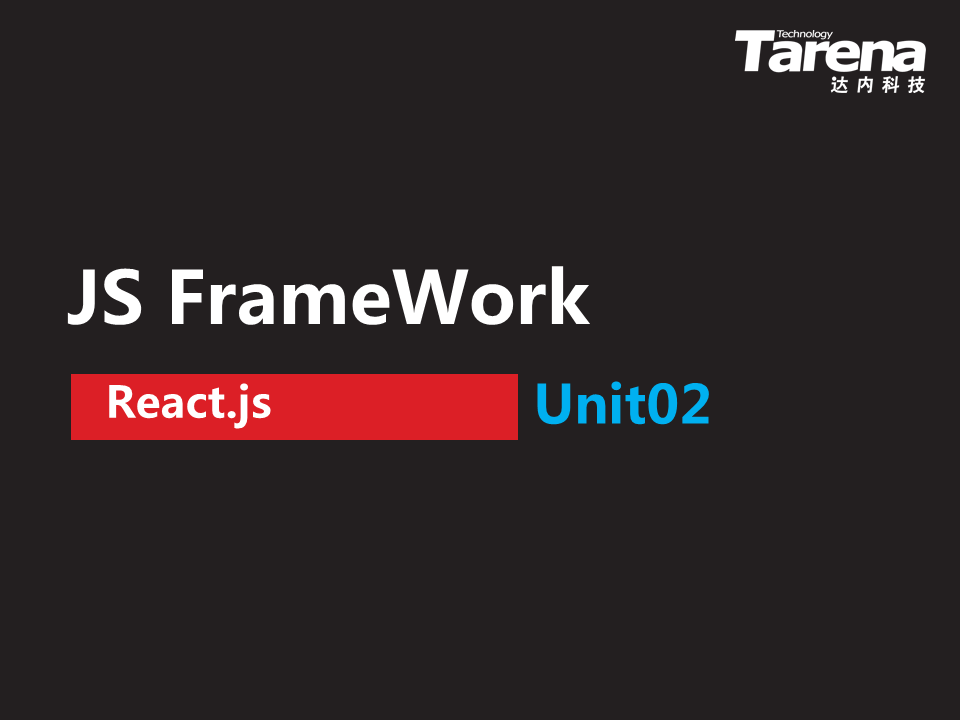 Technology
Tarena
达内科技
JS FrameWork
React.js
Unit02